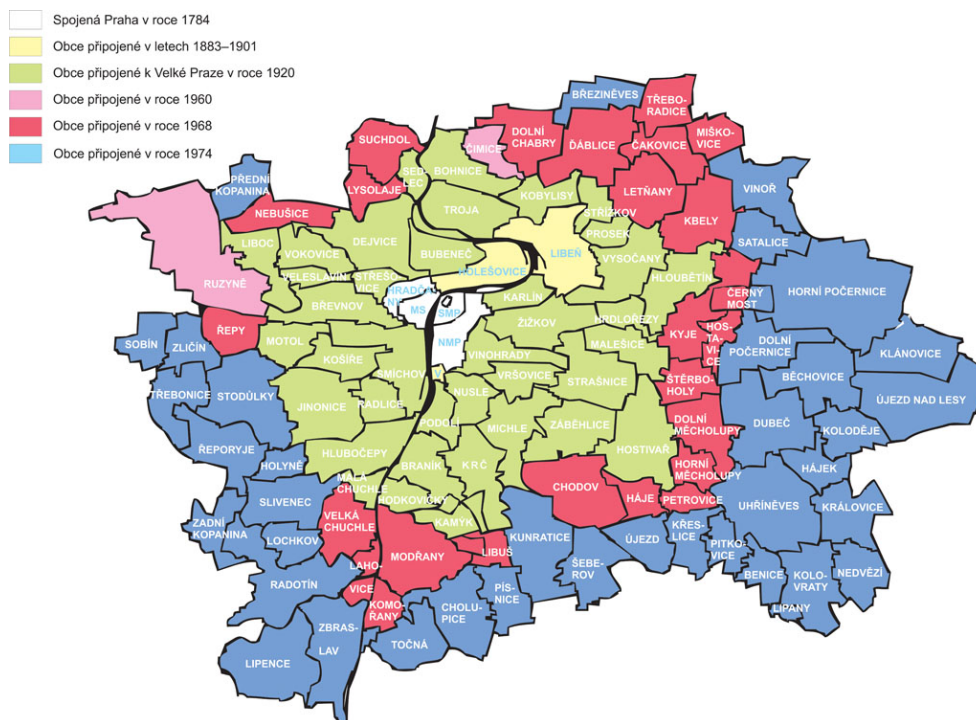 Spojená Praha v roce 1784
Obce připojené v letech 1883–1901
Obce připojené k Velké Praze v roce 1920
Obce připojené v roce 1960
Obce připojené v roce 1968
Obce připojené v roce 1974
BŘEZINĚVES
TŘEBO-
RADICE
SUCHDOL
DOLNÍ
CHABRY
ĎÁBLICE
ČAKOVICE
MIŠKO-
VICE
ČIMICE
SED-
LEC
BOHNICE
PŘEDNÍ
KOPANINA
LYSOLAJE
KOBYLISY
LETŇANY
VINOŘ
NEBUŠICE
TROJA
STŘÍŽKOV
KBELY
PROSEK
LIBOC
VOKOVICE
DEJVICE
BUBENEČ
LIBEŇ
VYSOČANY
SATALICE
HOLEŠOVICE
VELESLAVÍN
STŘEŠO-
VICE
HLOUBĚTÍN
RUZYNĚ
HRADČA-
NY
MS
SMP
KARLÍN
ČERNÝ
MOST
HORNÍ POČERNICE
BŘEVNOV
ŽIŽKOV
HRDLOŘEZY
ŘEPY
MOTOL
NMP
MALEŠICE
KYJE
HOS-
TA-
VICE
DOLNÍ
POČERNICE
KLÁNOVICE
SOBÍN
ZLIČÍN
KOŠÍŘE
VINOHRADY
SMÍCHOV
V
VRŠOVICE
STRAŠNICE
ŠTĚRBO-
HOLY
BĚCHOVICE
TŘEBONICE
STODŮLKY
JINONICE
RADLICE
NUSLE
ÚJEZD NAD LESY
PODOLÍ
MICHLE
ZÁBĚHLICE
DOLNÍ
MĚCHOLUPY
DUBEČ
KOLODĚJE
ŘEPORYJE
HLUBOČEPY
HOSTIVAŘ
HOLYNĚ
BRANÍK
KRČ
HORNÍ
MĚCHOLUPY
HÁJEK
MALÁ
CHUCHLE
HODKOVIČKY
CHODOV
HÁJE
PETROVICE
SLIVENEC
UHŘÍNĚVES
KRÁLOVICE
ZADNÍ
KOPANINA
VELKÁ
CHUCHLE
KAMÝK
LOCHKOV
KUNRATICE
ÚJEZD
KŘES-
LICE
PITKO-
VICE
LIBUŠ
MODŘANY
LAHO-
VICE
ŠEBE-
ROV
BENICE
KOLO-
VRATY
NEDVĚZÍ
RADOTÍN
KOMO-
ŘANY
CHOLU-
PICE
PÍS-
NICE
LIPANY
ZBRAS-
LAV
TOČNÁ
LIPENCE